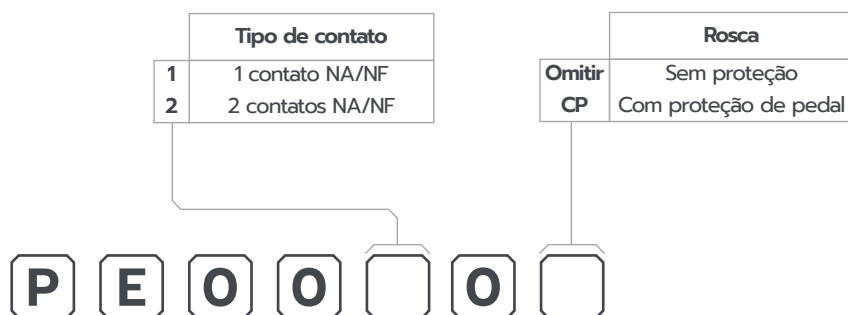 Tipo de contato
1 1 contato NA/NF
2 2 contatos NA/NF
Rosca
Omitir Sem proteção
CP Com proteção de pedal
P E 0 0 0